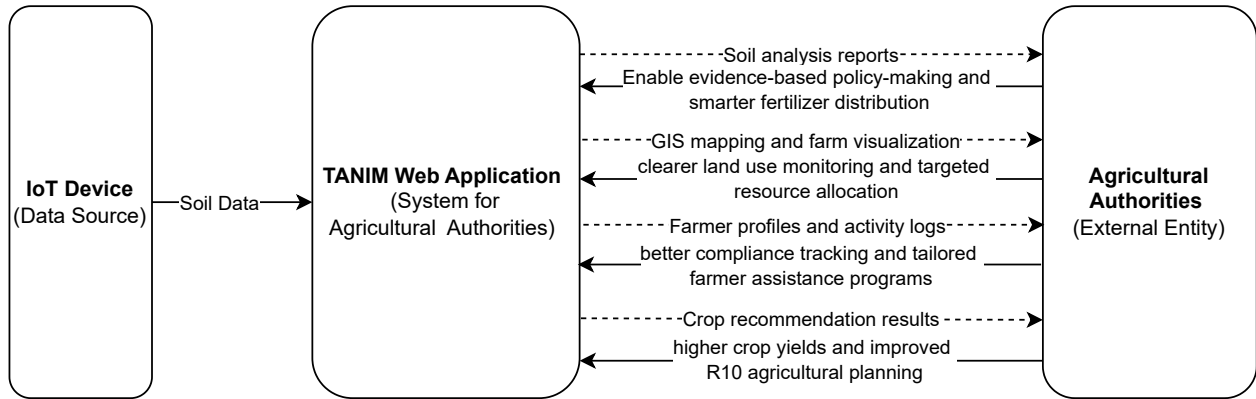 IoT Device
(Data Source)
Soil Data
TANIM Web Application
(System for
Agricultural Authorities)
Soil analysis reports
Enable evidence-based policy-making and
smarter fertilizer distribution
GIS mapping and farm visualization
clearer land use monitoring and targeted
resource allocation
Farmer profiles and activity logs
better compliance tracking and tailored
farmer assistance programs
Crop recommendation results
higher crop yields and improved
R10 agricultural planning
Agricultural
Authorities
(External Entity)